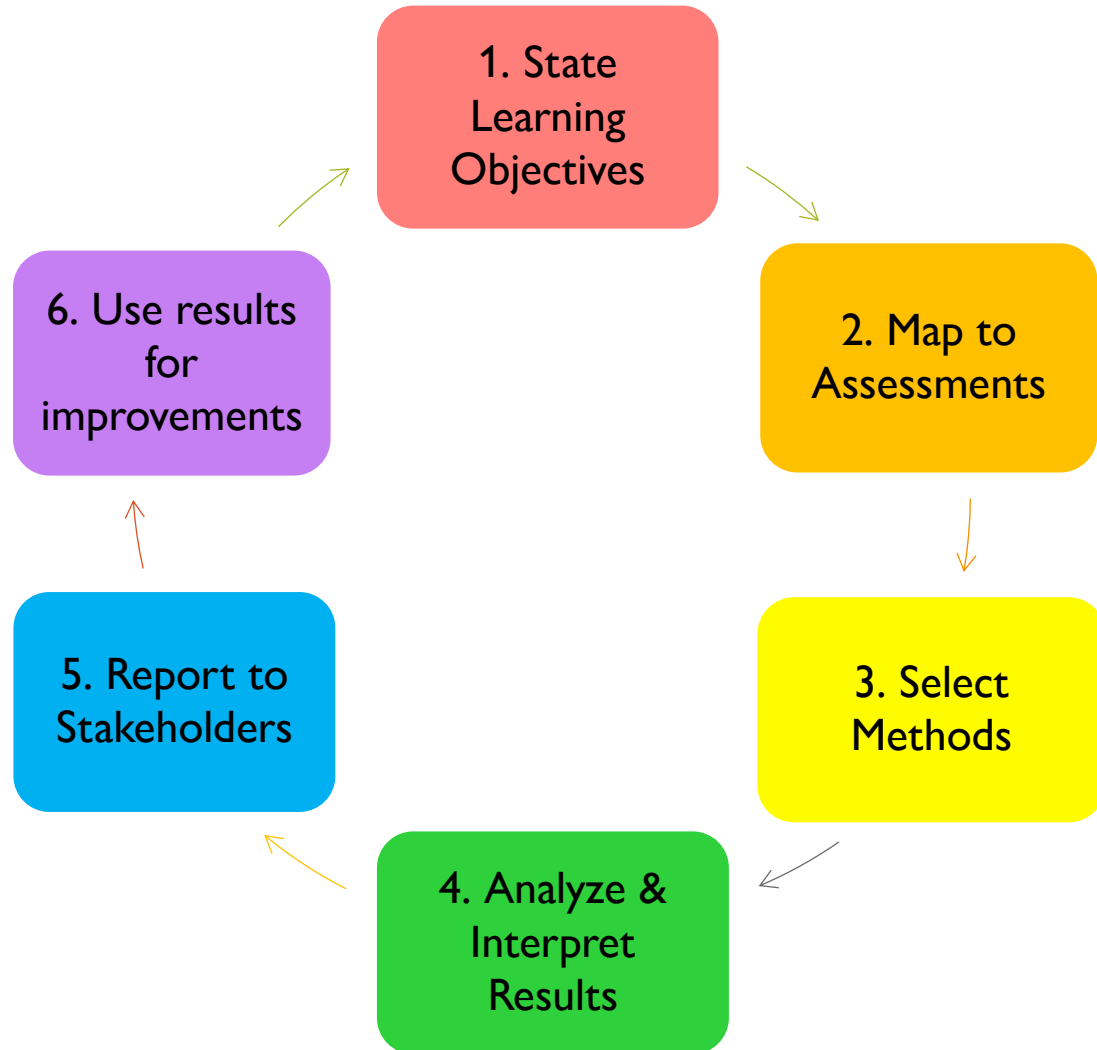 1. State
Learning
Objectives
2. Map to
Assessments
3. Select
Methods
4. Analyze &
Interpret
Results
5. Report to
Stakeholders
6. Use results
for
improvements